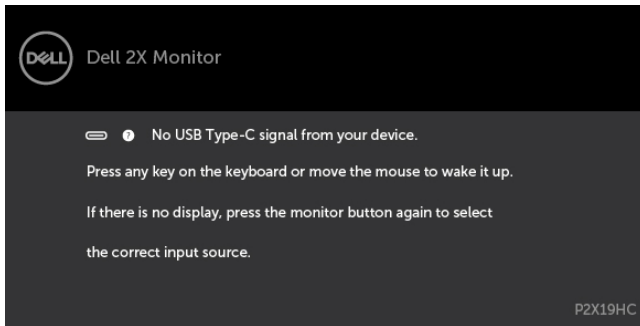 DELL
Dell 2X Monitor
? No USB Type-C signal from your device.
Press any key on the keyboard or move the mouse to wake it up.
If there is no display, press the monitor button again to select
the correct input source.
P2X19HC